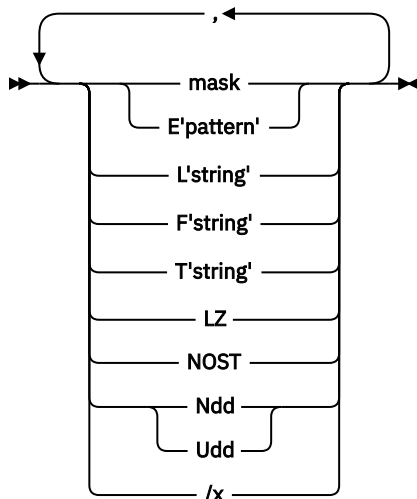 ,
mask
E'pattern'
L'string'
F'string'
T'string'
LZ
NOST
Ndd
Udd
/x